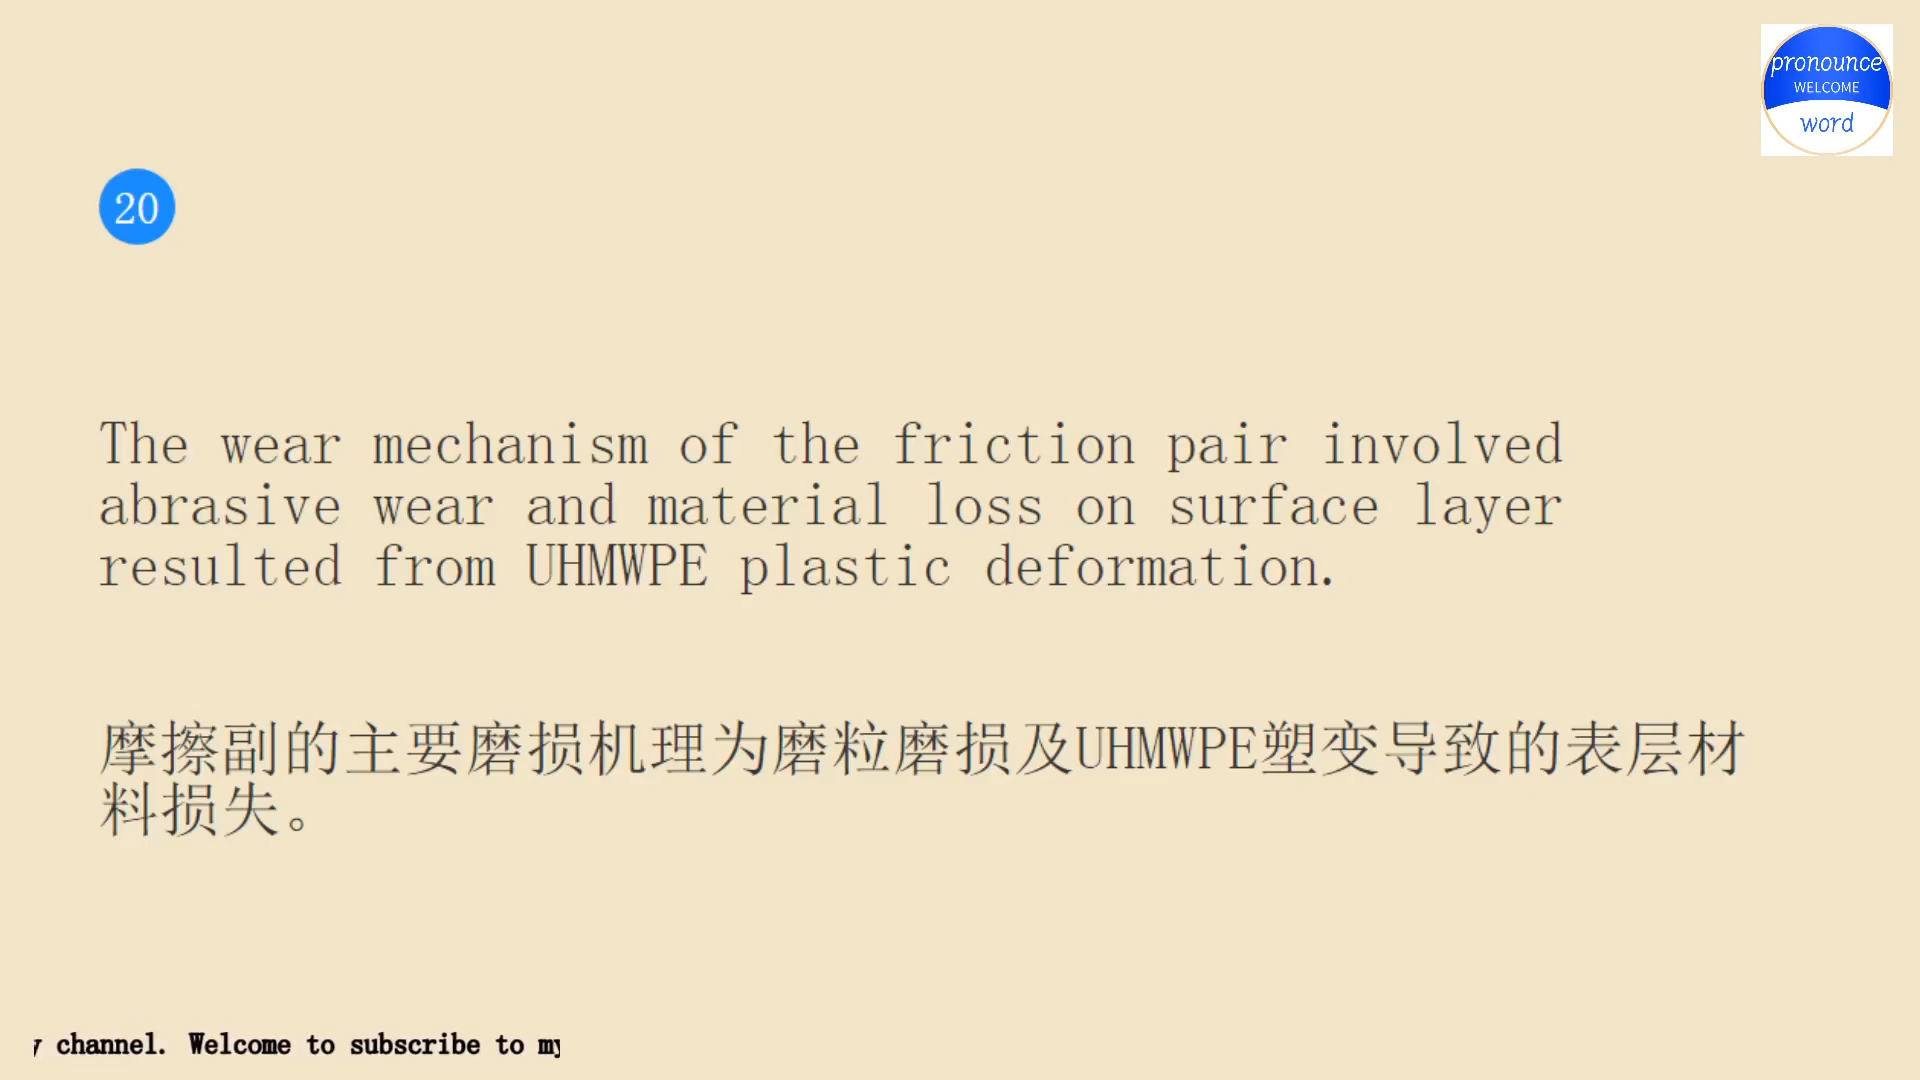 pronounce
WELCOME
word
20
The wear mechanism of the friction pair involved
abrasive wear and material loss on surface layer
resulted from UHMWPE plastic deformation.
摩擦副的主要磨损机理为磨粒磨损及UHMWPE塑变导致的表层材
料损失。
y channel. Welcome to subscribe to my